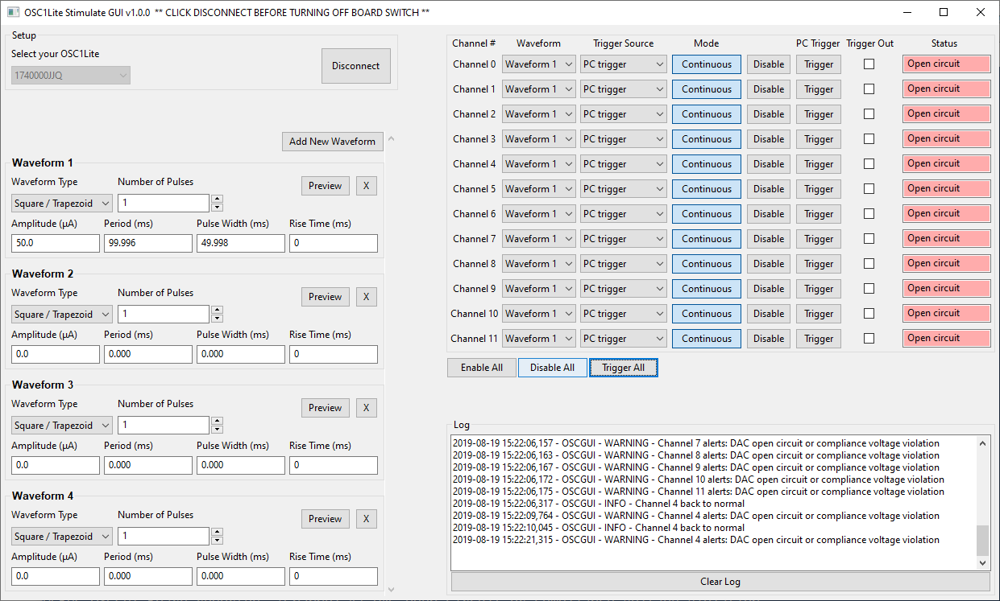 OSC1Lite Stimulate GUI v1.0.0 ** CLICK DISCONNECT BEFORE TURNING OFF BOARD SWITCH **
Setup
Select your OSC1Lite
1740000JJQ
Disconnect
Add New Waveform
Waveform 1
Waveform Type Number of Pulses Preview X
Square / Trapezoid 1
Amplitude (µA) Period (ms) Pulse Width (ms) Rise Time (ms)
50.0 99.996 49.998 0
Waveform 2
Waveform Type Number of Pulses Preview X
Square / Trapezoid 1
Amplitude (µA) Period (ms) Pulse Width (ms) Rise Time (ms)
0.0 0.000 0.000 0
Waveform 3
Waveform Type Number of Pulses Preview X
Square / Trapezoid 1
Amplitude (µA) Period (ms) Pulse Width (ms) Rise Time (ms)
0.0 0.000 0.000 0
Waveform 4
Waveform Type Number of Pulses Preview X
Square / Trapezoid 1
Amplitude (µA) Period (ms) Pulse Width (ms) Rise Time (ms)
0.0 0.000 0.000 0
Channel # Waveform Trigger Source Mode PC Trigger Trigger Out Status
Channel 0 Waveform 1 PC trigger Continuous Disable Trigger Open circuit
Channel 1 Waveform 1 PC trigger Continuous Disable Trigger Open circuit
Channel 2 Waveform 1 PC trigger Continuous Disable Trigger Open circuit
Channel 3 Waveform 1 PC trigger Continuous Disable Trigger Open circuit
Channel 4 Waveform 1 PC trigger Continuous Disable Trigger Open circuit
Channel 5 Waveform 1 PC trigger Continuous Disable Trigger Open circuit
Channel 6 Waveform 1 PC trigger Continuous Disable Trigger Open circuit
Channel 7 Waveform 1 PC trigger Continuous Disable Trigger Open circuit
Channel 8 Waveform 1 PC trigger Continuous Disable Trigger Open circuit
Channel 9 Waveform 1 PC trigger Continuous Disable Trigger Open circuit
Channel 10 Waveform 1 PC trigger Continuous Disable Trigger Open circuit
Channel 11 Waveform 1 PC trigger Continuous Disable Trigger Open circuit
Enable All Disable All Trigger All
Log
2019-08-19 15:22:06,157 - OSCGUI - WARNING - Channel 7 alerts: DAC open circuit or compliance voltage violation
2019-08-19 15:22:06,163 - OSCGUI - WARNING - Channel 8 alerts: DAC open circuit or compliance voltage violation
2019-08-19 15:22:06,167 - OSCGUI - WARNING - Channel 9 alerts: DAC open circuit or compliance voltage violation
2019-08-19 15:22:06,172 - OSCGUI - WARNING - Channel 10 alerts: DAC open circuit or compliance voltage violation
2019-08-19 15:22:06,175 - OSCGUI - WARNING - Channel 11 alerts: DAC open circuit or compliance voltage violation
2019-08-19 15:22:06,317 - OSCGUI - INFO - Channel 4 back to normal
2019-08-19 15:22:09,764 - OSCGUI - WARNING - Channel 4 alerts: DAC open circuit or compliance voltage violation
2019-08-19 15:22:10,045 - OSCGUI - INFO - Channel 4 back to normal
2019-08-19 15:22:21,315 - OSCGUI - WARNING - Channel 4 alerts: DAC open circuit or compliance voltage violation
Clear Log